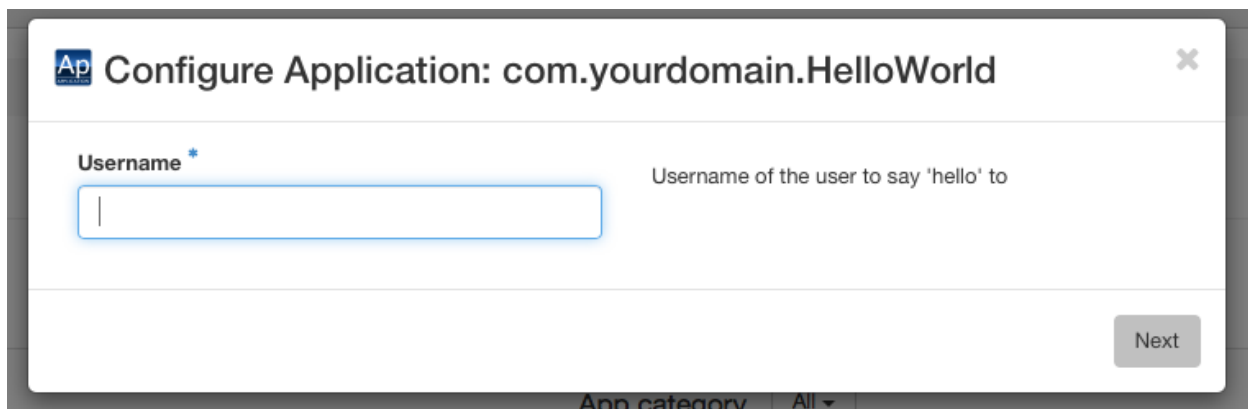 Ap Configure Application: com.yourdomain.HelloWorld
APPLICATION
Username *
Username of the user to say 'hello' to
Next
App category All